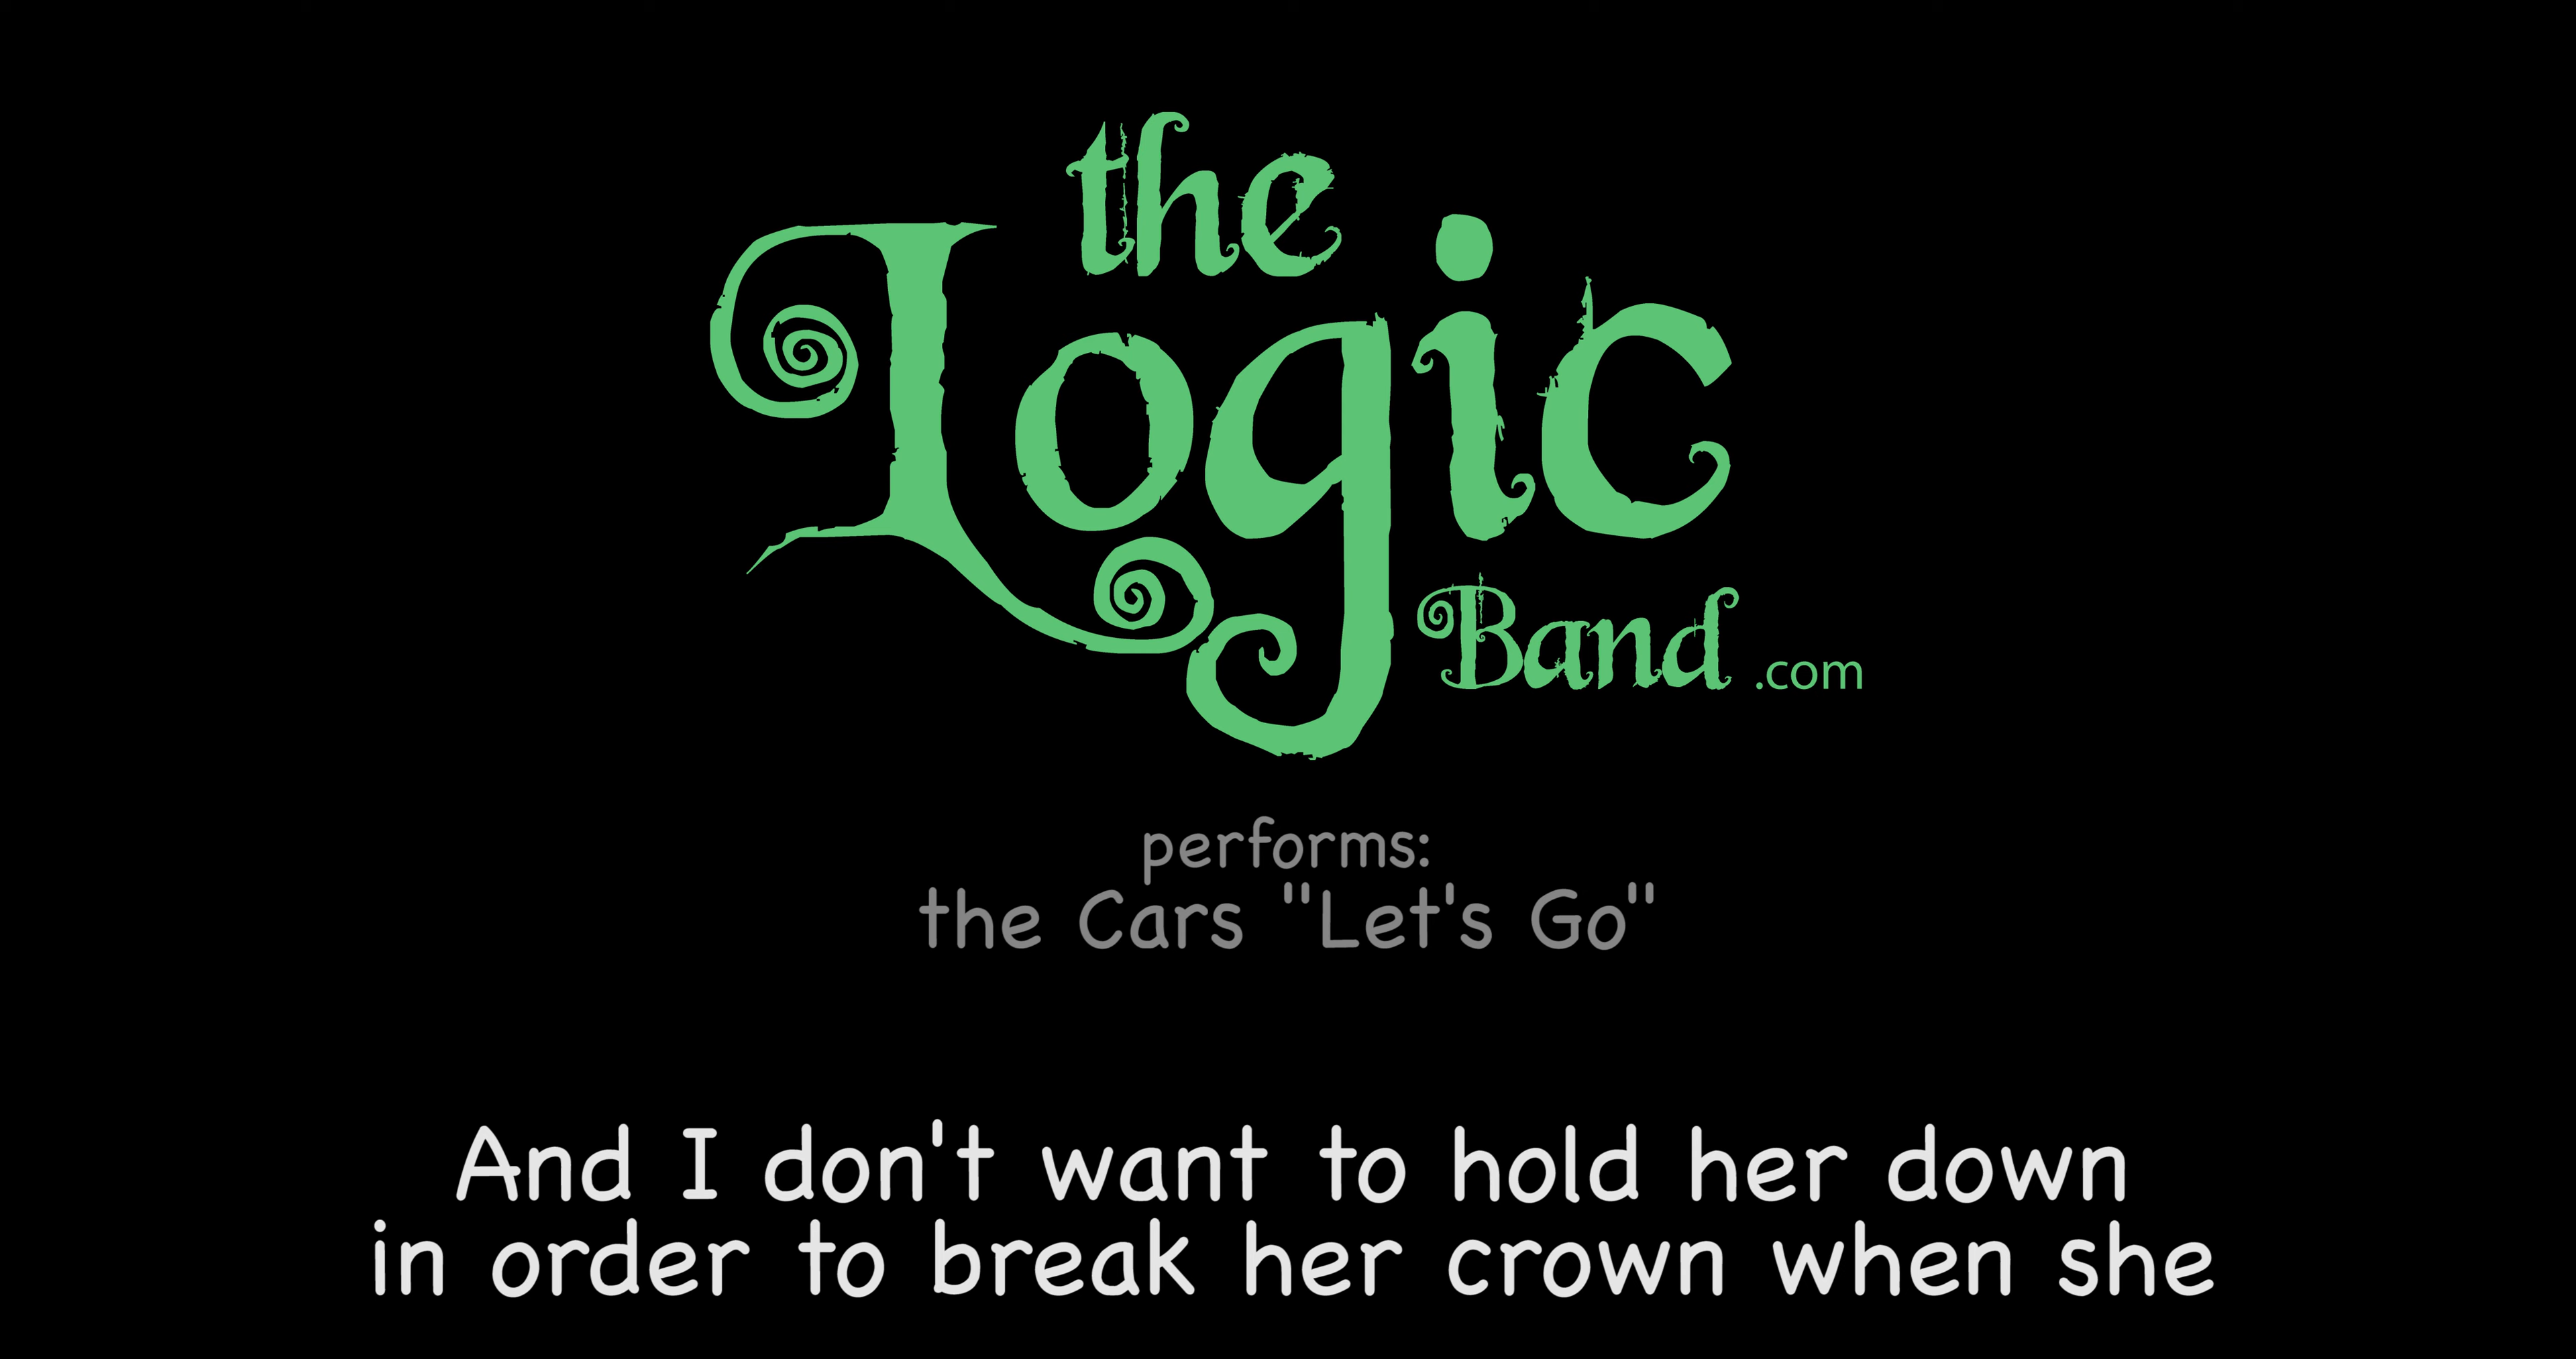 the
Logic
Band .com
performs:
the Cars "Let's Go"
And I don't want to hold her down
in order to break her crown when she